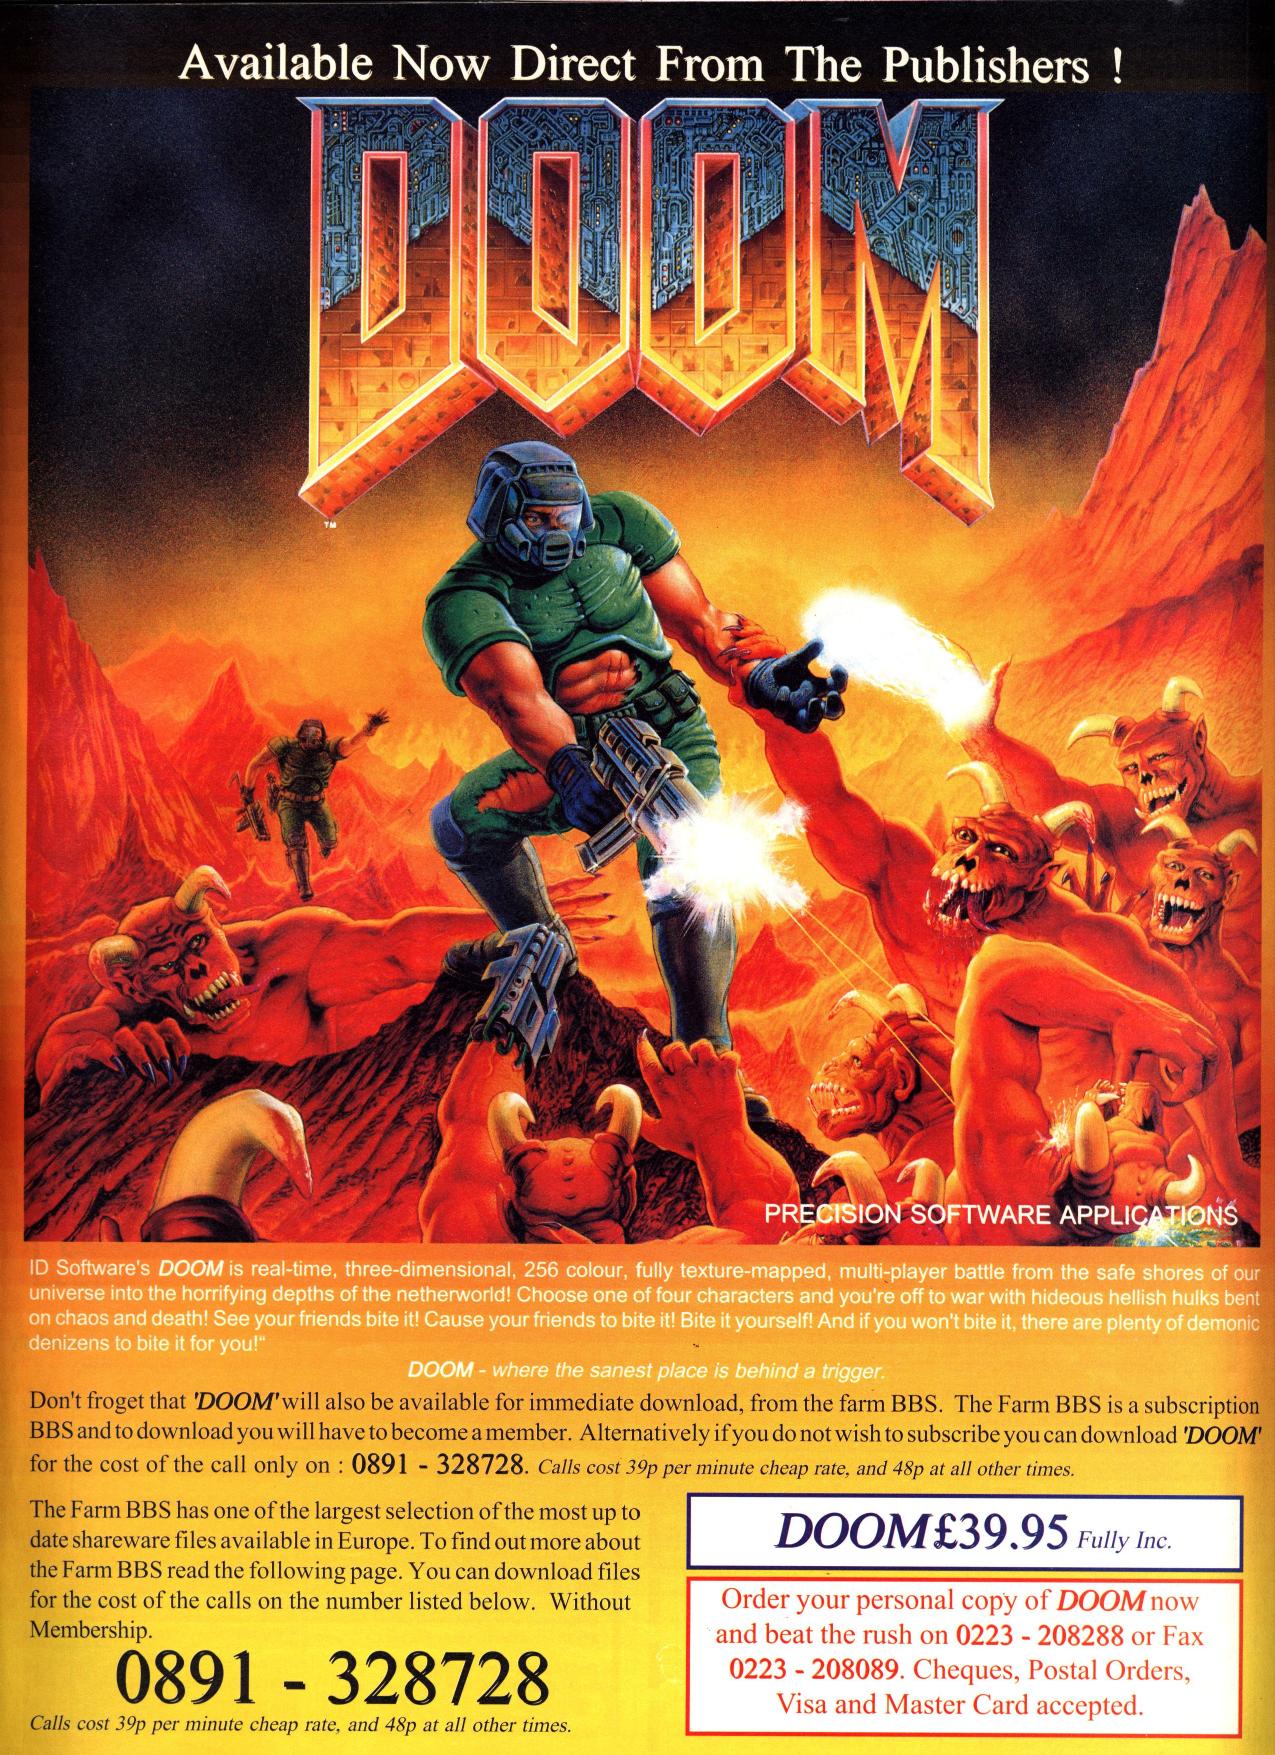 Available Now Direct From The Publishers !
DOOM
TM
PRECISION SOFTWARE APPLICATIONS
ID Software's DOOM is real-time, three-dimensional, 256 colour, fully texture-mapped, multi-player battle from the safe shores of our
universe into the horrifying depths of the netherworld! Choose one of four characters and you're off to war with hideous hellish hulks bent
on chaos and death! See your friends bite it! Cause your friends to bite it! Bite it yourself! And if you won't bite it, there are plenty of demonic
denizens to bite it for you!"
DOOM - where the sanest place is behind a trigger.
Don't froget that 'DOOM' will also be available for immediate download, from the farm BBS. The Farm BBS is a subscription
BBS and to download you will have to become a member. Alternatively if you do not wish to subscribe you can download 'DOOM'
for the cost of the call only on : 0891 - 328728. Calls cost 39p per minute cheap rate, and 48p at all other times.
The Farm BBS has one of the largest selection of the most up to
date shareware files available in Europe. To find out more about
the Farm BBS read the following page. You can download files
for the cost of the calls on the number listed below. Without
Membership.
0891 - 328728
Calls cost 39p per minute cheap rate, and 48p at all other times.
DOOM £39.95 Fully Inc.
Order your personal copy of DOOM now
and beat the rush on 0223 - 208288 or Fax
0223 - 208089. Cheques, Postal Orders,
Visa and Master Card accepted.